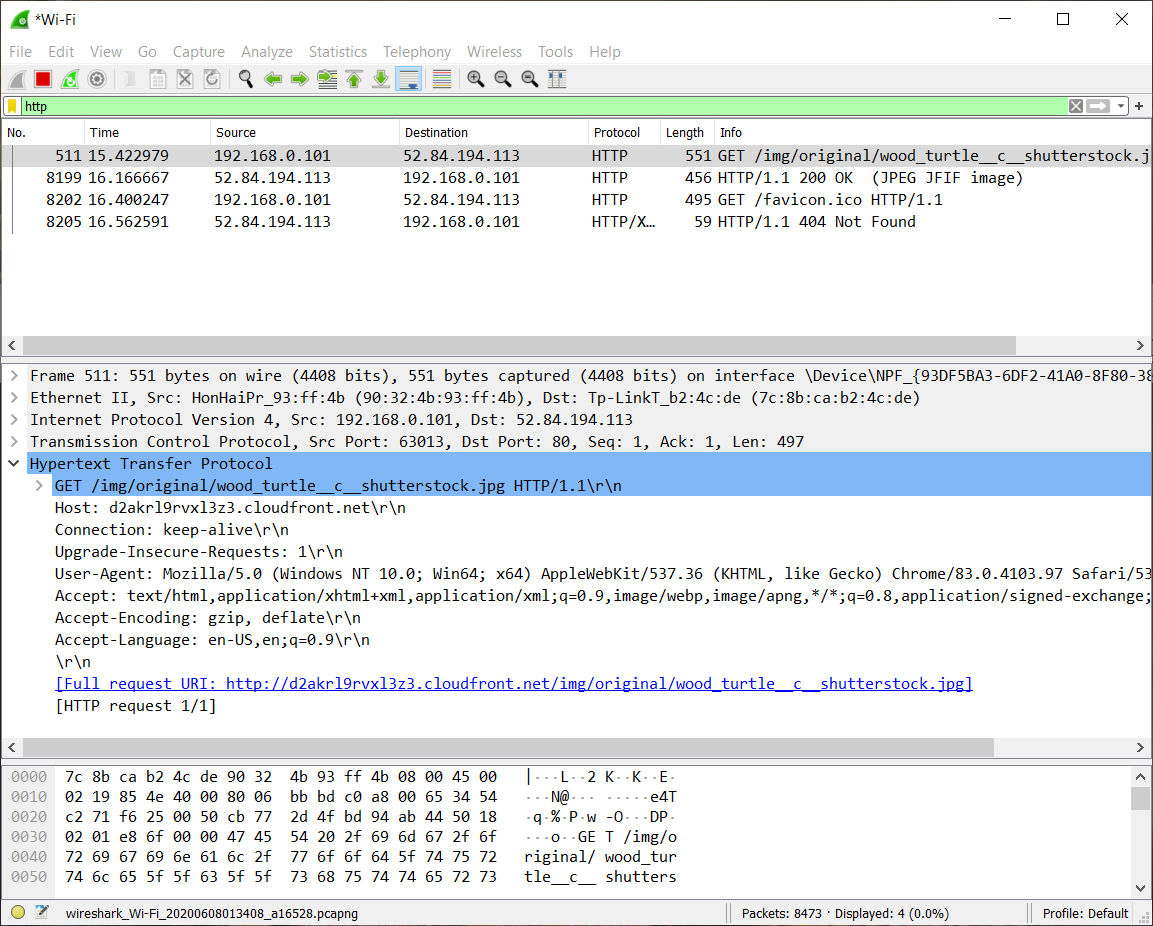 *Wi-Fi
File Edit View Go Capture Analyze Statistics Telephony Wireless Tools Help
http
No. Time Source Destination Protocol Length Info
511 15.422979 192.168.0.101 52.84.194.113 HTTP 551 GET /img/original/wood_turtle__c__shutterstock.j
8199 16.166667 52.84.194.113 192.168.0.101 HTTP 456 HTTP/1.1 200 OK (JPEG JFIF image)
8202 16.400247 192.168.0.101 52.84.194.113 HTTP 495 GET /favicon.ico HTTP/1.1
8205 16.562591 52.84.194.113 192.168.0.101 HTTP/X… 59 HTTP/1.1 404 Not Found
Frame 511: 551 bytes on wire (4408 bits), 551 bytes captured (4408 bits) on interface \Device\NPF_{93DF5BA3-6DF2-41A0-8F80-38
Ethernet II, Src: HonHaiPr_93:ff:4b (90:32:4b:93:ff:4b), Dst: Tp-LinkT_b2:4c:de (7c:8b:ca:b2:4c:de)
Internet Protocol Version 4, Src: 192.168.0.101, Dst: 52.84.194.113
Transmission Control Protocol, Src Port: 63013, Dst Port: 80, Seq: 1, Ack: 1, Len: 497
Hypertext Transfer Protocol
GET /img/original/wood_turtle__c__shutterstock.jpg HTTP/1.1\r\n
Host: d2akrl9rvxl3z3.cloudfront.net\r\n
Connection: keep-alive\r\n
Upgrade-Insecure-Requests: 1\r\n
User-Agent: Mozilla/5.0 (Windows NT 10.0; Win64; x64) AppleWebKit/537.36 (KHTML, like Gecko) Chrome/83.0.4103.97 Safari/53
Accept: text/html,application/xhtml+xml,application/xml;q=0.9,image/webp,image/apng,*/*;q=0.8,application/signed-exchange;
Accept-Encoding: gzip, deflate\r\n
Accept-Language: en-US,en;q=0.9\r\n
\r\n
[Full request URI: http://d2akrl9rvxl3z3.cloudfront.net/img/original/wood_turtle__c__shutterstock.jpg]
[HTTP request 1/1]
0000 7c 8b ca b2 4c de 90 32 4b 93 ff 4b 08 00 45 00 |···L··2 K··K··E·
0010 02 19 85 4e 40 00 80 06 bb bd c0 a8 00 65 34 54 ···N@··· ·····e4T
0020 c2 71 f6 25 00 50 cb 77 2d 4f bd 94 ab 44 50 18 ·q·%·P·w -O···DP·
0030 02 01 e8 6f 00 00 47 45 54 20 2f 69 6d 67 2f 6f ···o··GE T /img/o
0040 72 69 67 69 6e 61 6c 2f 77 6f 6f 64 5f 74 75 72 riginal/ wood_tur
0050 74 6c 65 5f 5f 63 5f 5f 73 68 75 74 74 65 72 73 tle__c__ shutters
wireshark_Wi-Fi_20200608013408_a16528.pcapng Packets: 8473 · Displayed: 4 (0.0%) Profile: Default